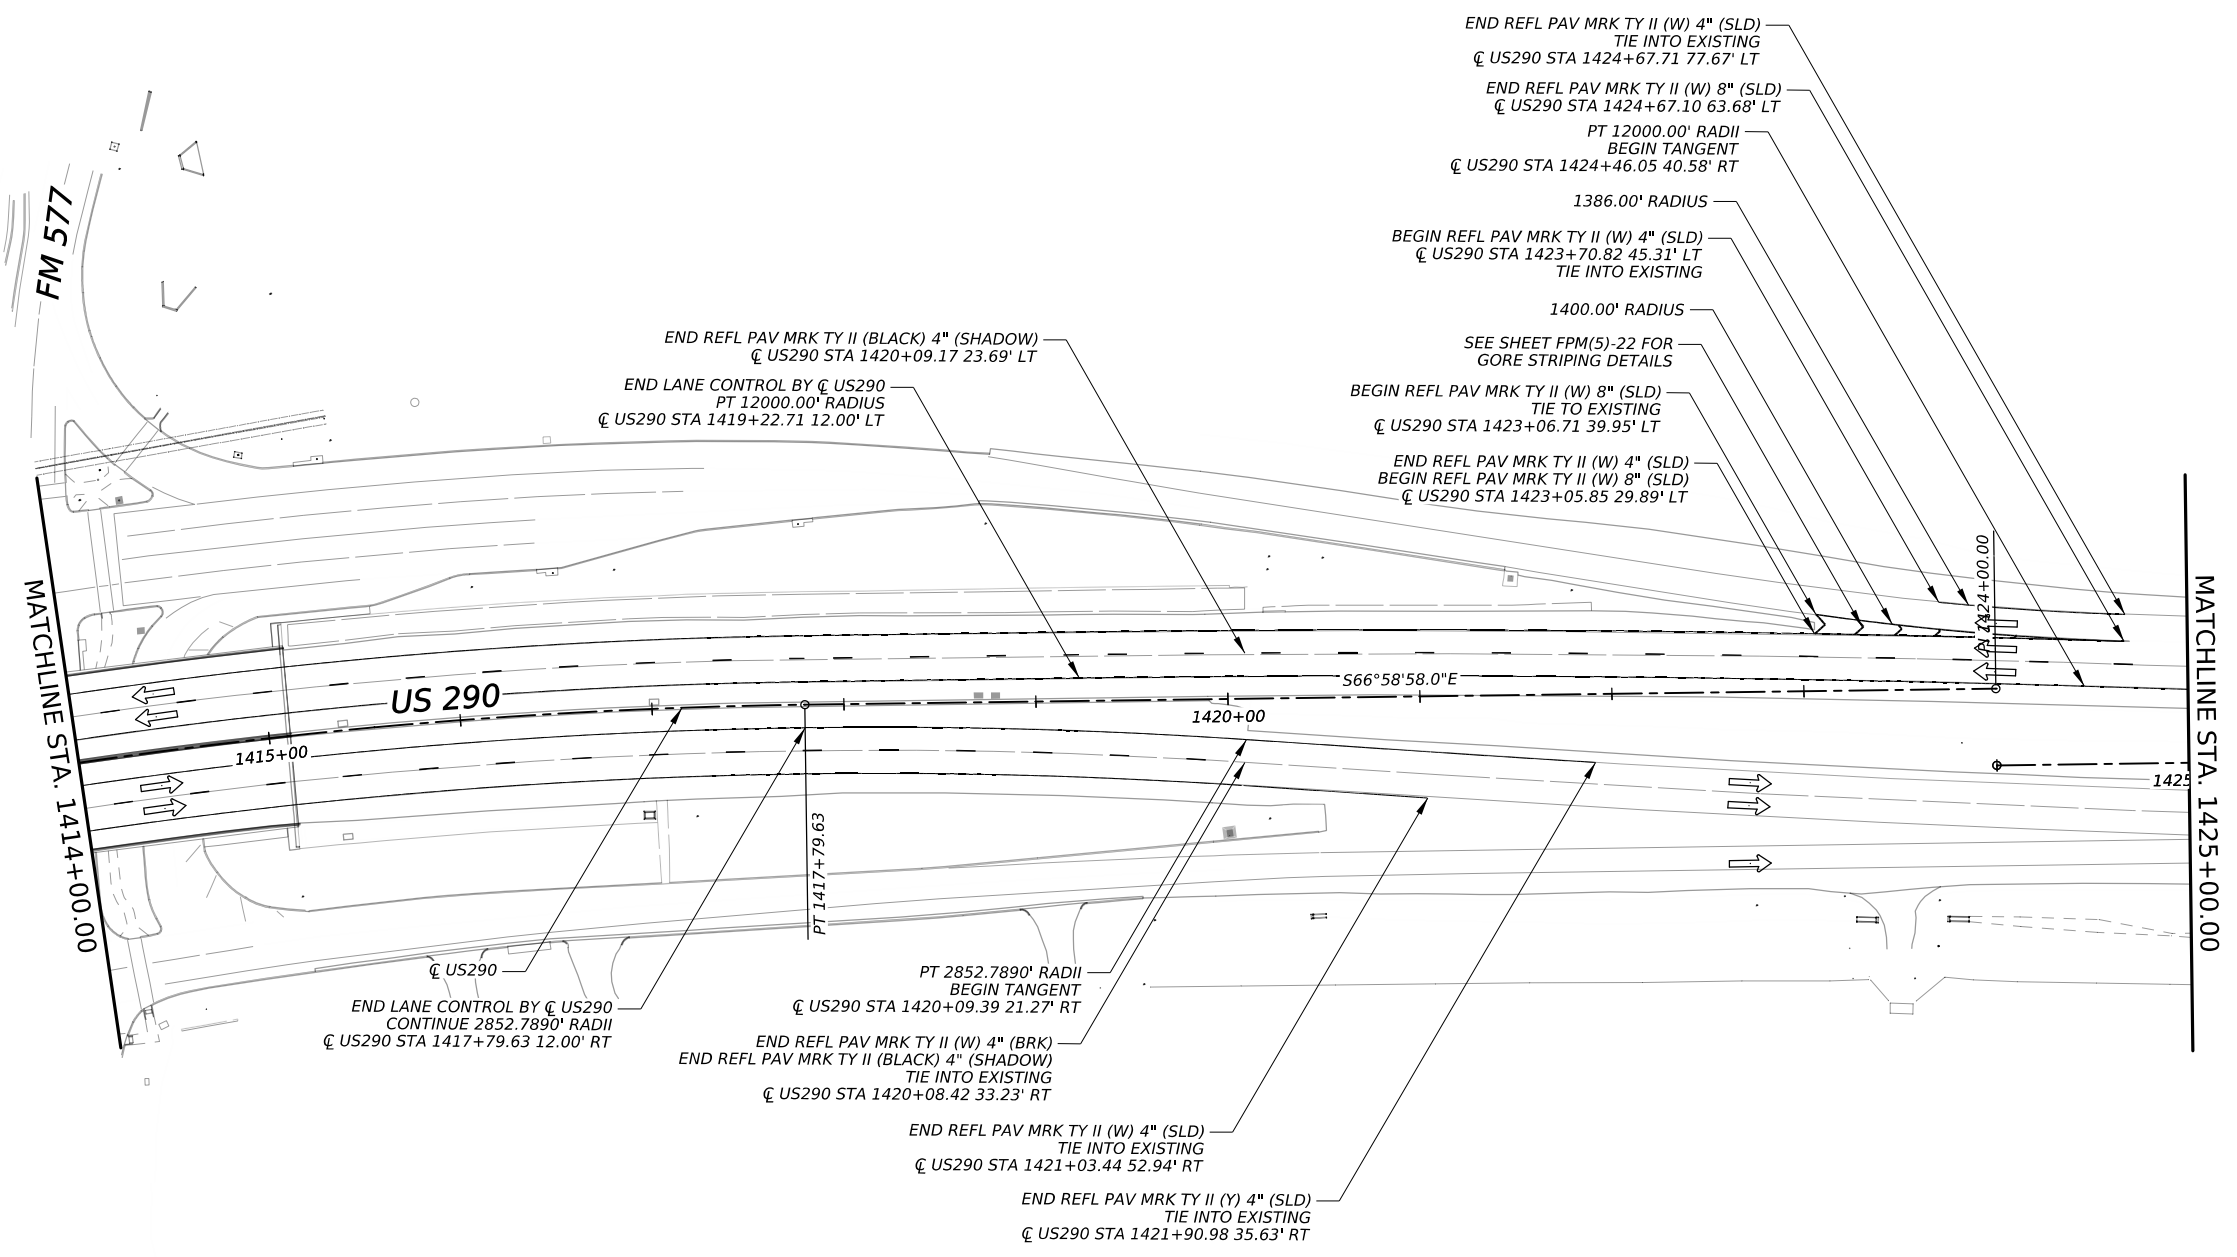 END REFL PAV MRK TY II (W) 4" (SLD)
TIE INTO EXISTING
℄ US290 STA 1424+67.71 77.67' LT
END REFL PAV MRK TY II (W) 8" (SLD)
℄ US290 STA 1424+67.10 63.68' LT
PT 12000.00' RADII
BEGIN TANGENT
℄ US290 STA 1424+46.05 40.58' RT
1386.00' RADIUS
BEGIN REFL PAV MRK TY II (W) 4" (SLD)
℄ US290 STA 1423+70.82 45.31' LT
TIE INTO EXISTING
1400.00' RADIUS
SEE SHEET FPM(5)-22 FOR
GORE STRIPING DETAILS
BEGIN REFL PAV MRK TY II (W) 8" (SLD)
TIE TO EXISTING
℄ US290 STA 1423+06.71 39.95' LT
END REFL PAV MRK TY II (W) 4" (SLD)
BEGIN REFL PAV MRK TY II (W) 8" (SLD)
℄ US290 STA 1423+05.85 29.89' LT
FM 577
END REFL PAV MRK TY II (BLACK) 4" (SHADOW)
℄ US290 STA 1420+09.17 23.69' LT
END LANE CONTROL BY ℄ US290
PT 12000.00' RADIUS
℄ US290 STA 1419+22.71 12.00' LT
MATCHLINE STA. 1414+00.00
US 290
1415+00
S66°58'58.0"E
1420+00
1424+00.00
1425
MATCHLINE STA. 1425+00.00
PT 1417+79.63
℄ US290
END LANE CONTROL BY ℄ US290
CONTINUE 2852.7890' RADII
℄ US290 STA 1417+79.63 12.00' RT
PT 2852.7890' RADII
BEGIN TANGENT
℄ US290 STA 1420+09.39 21.27' RT
END REFL PAV MRK TY II (W) 4" (BRK)
END REFL PAV MRK TY II (BLACK) 4" (SHADOW)
TIE INTO EXISTING
℄ US290 STA 1420+08.42 33.23' RT
END REFL PAV MRK TY II (W) 4" (SLD)
TIE INTO EXISTING
℄ US290 STA 1421+03.44 52.94' RT
END REFL PAV MRK TY II (Y) 4" (SLD)
TIE INTO EXISTING
℄ US290 STA 1421+90.98 35.63' RT